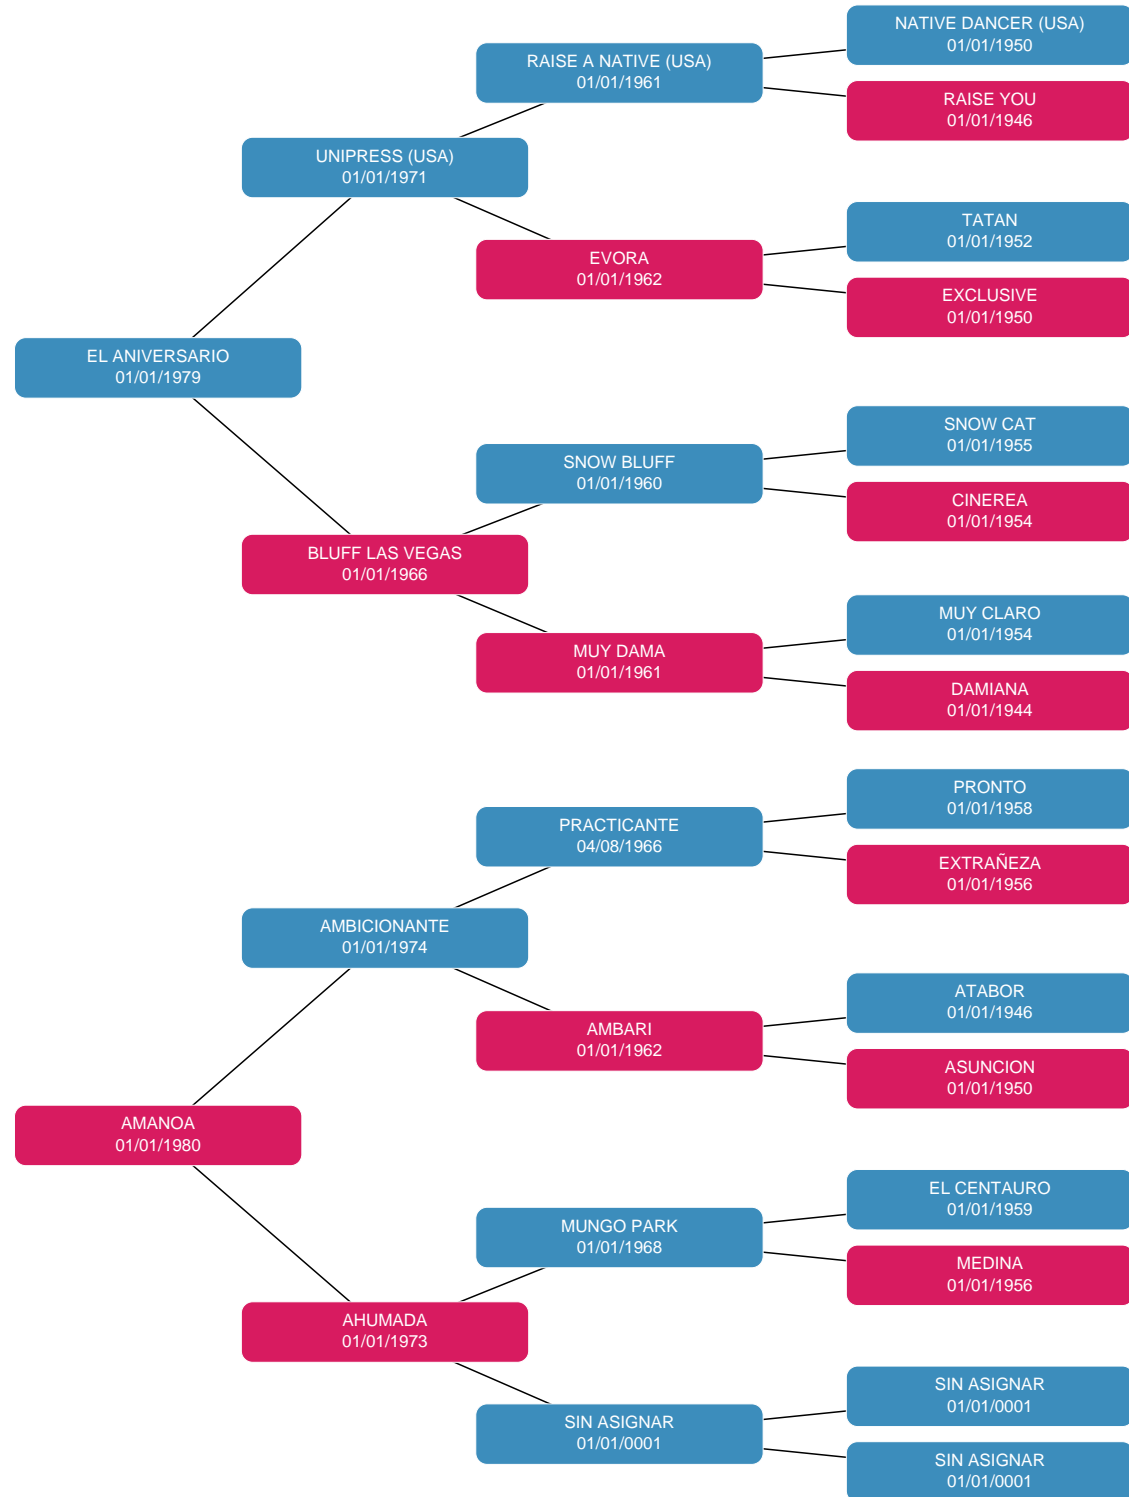 NATIVE DANCER (USA)
01/01/1950
RAISE A NATIVE (USA)
01/01/1961
RAISE YOU
01/01/1946
UNIPRESS (USA)
01/01/1971
TATAN
01/01/1952
EVORA
01/01/1962
EXCLUSIVE
01/01/1950
EL ANIVERSARIO
01/01/1979
SNOW CAT
01/01/1955
SNOW BLUFF
01/01/1960
CINEREA
01/01/1954
BLUFF LAS VEGAS
01/01/1966
MUY CLARO
01/01/1954
MUY DAMA
01/01/1961
DAMIANA
01/01/1944
PRONTO
01/01/1958
PRACTICANTE
04/08/1966
EXTRAÑEZA
01/01/1956
AMBICIONANTE
01/01/1974
ATABOR
01/01/1946
AMBARI
01/01/1962
ASUNCION
01/01/1950
AMANOA
01/01/1980
EL CENTAURO
01/01/1959
MUNGO PARK
01/01/1968
MEDINA
01/01/1956
AHUMADA
01/01/1973
SIN ASIGNAR
01/01/0001
SIN ASIGNAR
01/01/0001
SIN ASIGNAR
01/01/0001